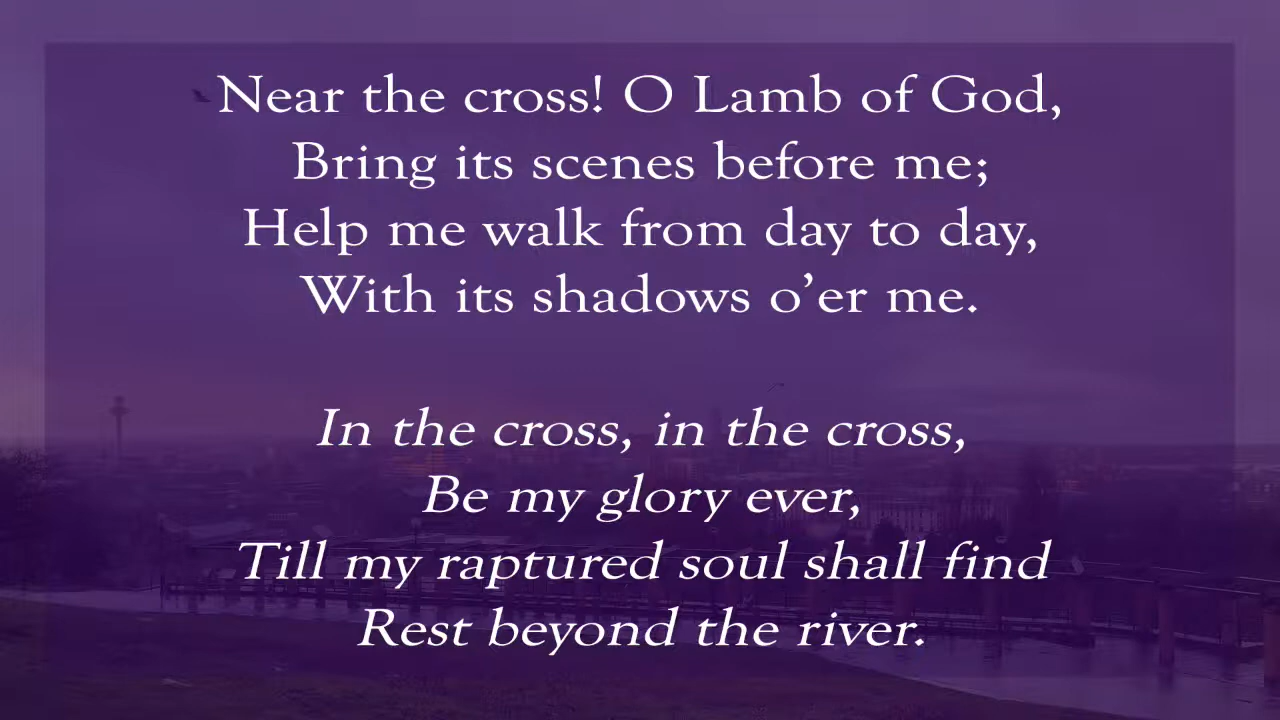 Near the cross! O Lamb of God,
Bring its scenes before me;
Help me walk from day to day,
With its shadows o’er me.
In the cross, in the cross,
Be my glory ever,
Till my raptured soul shall find
Rest beyond the river.